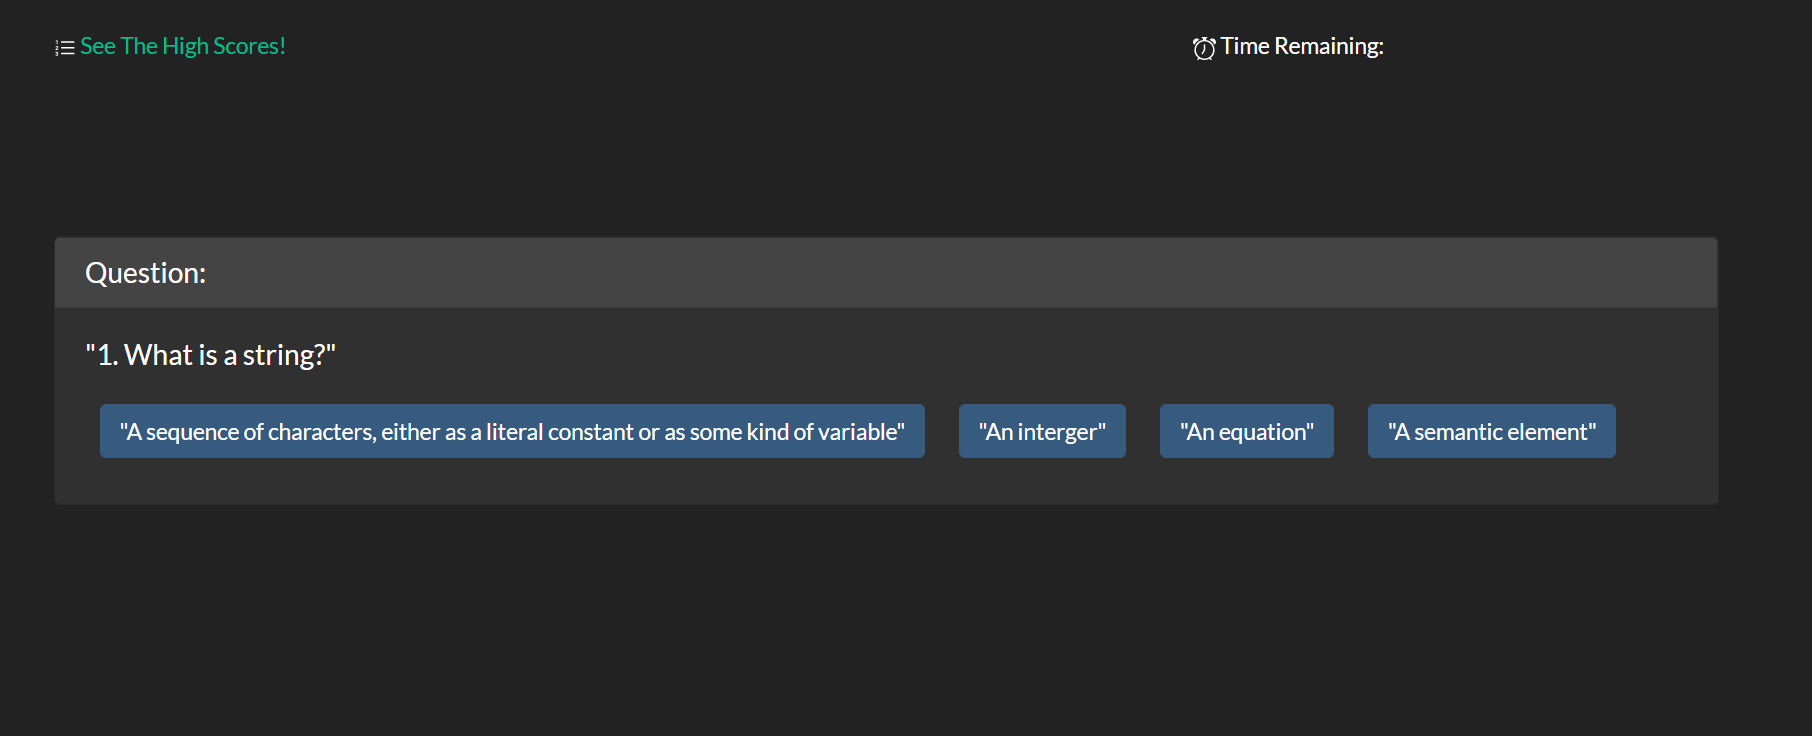 See The High Scores!
Time Remaining:
Question:
"1. What is a string?"
"A sequence of characters, either as a literal constant or as some kind of variable"
"An interger"
"An equation"
"A semantic element"